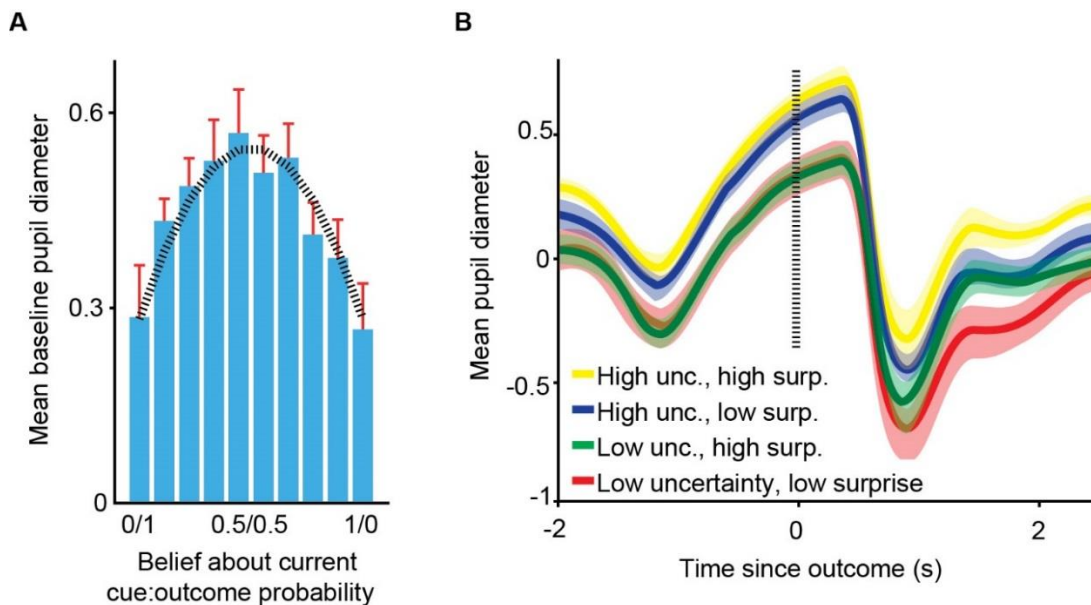 A
Mean baseline pupil diameter
0.6
0.3
0
0/1
0.5/0.5
1/0
Belief about current
cue:outcome probability
B
Mean pupil diameter
0.5
0
-0.5
-1
High unc., high surp.
High unc., low surp.
Low unc., high surp.
Low uncertainty, low surprise
-2
0
2
Time since outcome (s)